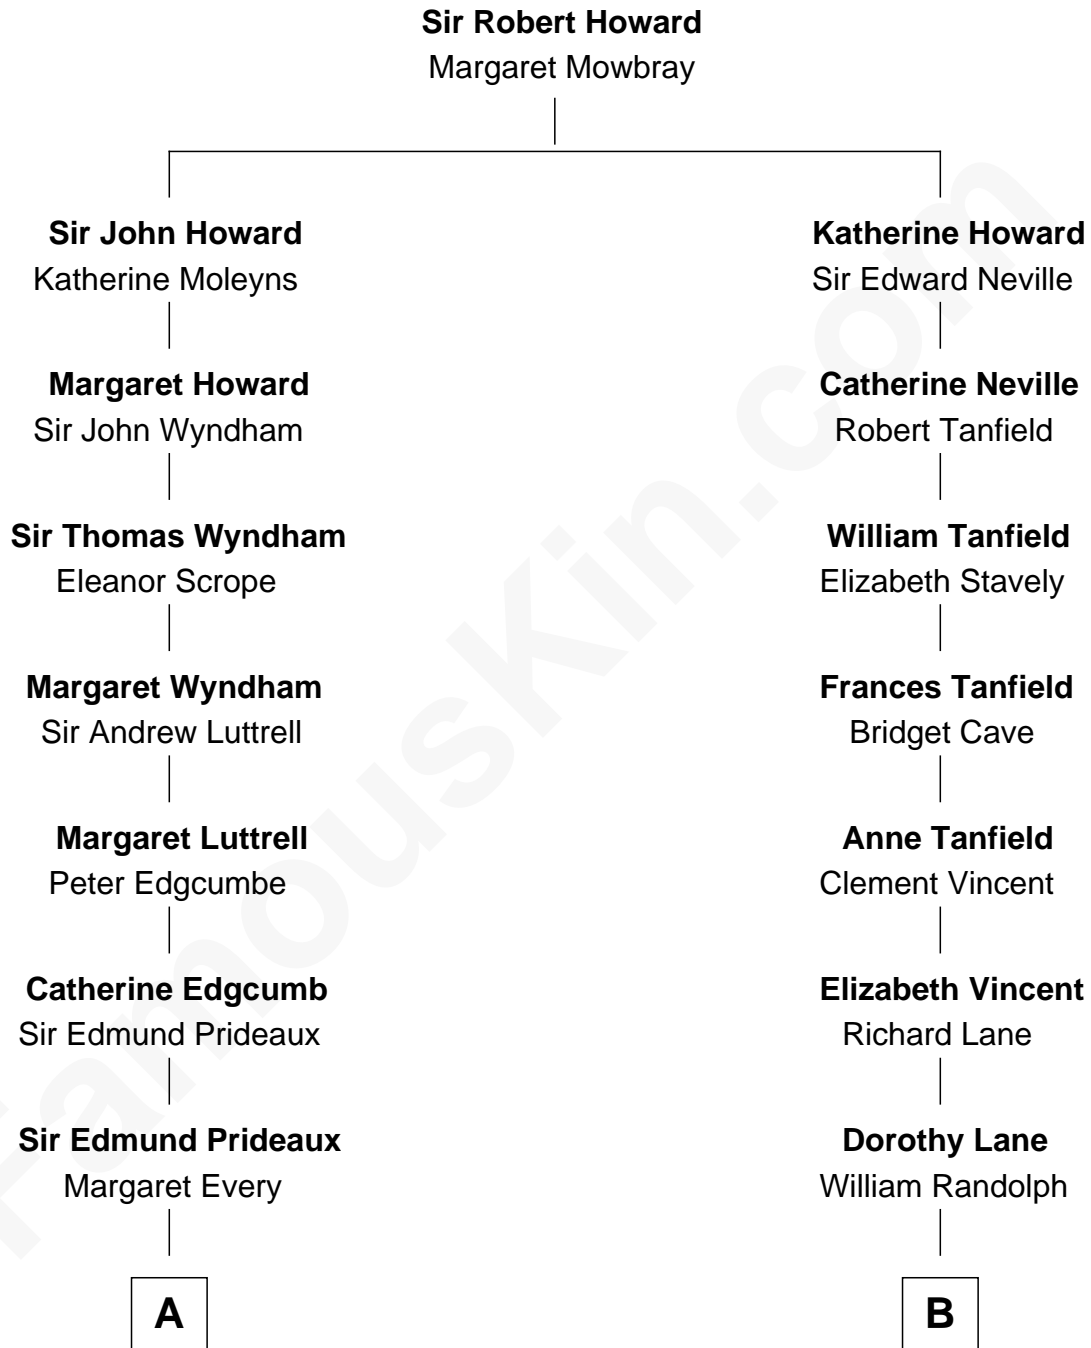 Sir Robert Howard
Margaret Mowbray
Sir John Howard
Katherine Moleyns
Katherine Howard
Sir Edward Neville
Margaret Howard
Sir John Wyndham
Catherine Neville
Robert Tanfield
Sir Thomas Wyndham
Eleanor Scrope
William Tanfield
Elizabeth Stavely
Margaret Wyndham
Sir Andrew Luttrell
Frances Tanfield
Bridget Cave
Margaret Luttrell
Peter Edgcumbe
Anne Tanfield
Clement Vincent
Catherine Edgcumb
Sir Edmund Prideaux
Elizabeth Vincent
Richard Lane
Sir Edmund Prideaux
Margaret Every
Dorothy Lane
William Randolph
A
B
FamousKin.com